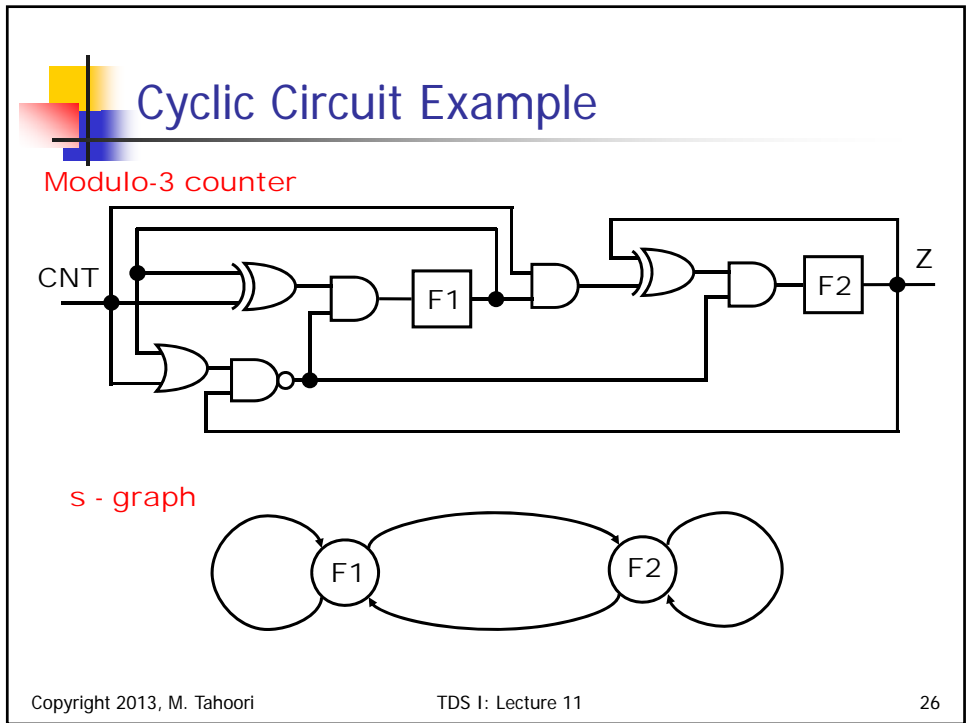 Cyclic Circuit Example
Modulo-3 counter
CNT
F1
F2
Z
s - graph
F1
F2
Copyright 2013, M. Tahoori
TDS I: Lecture 11
26